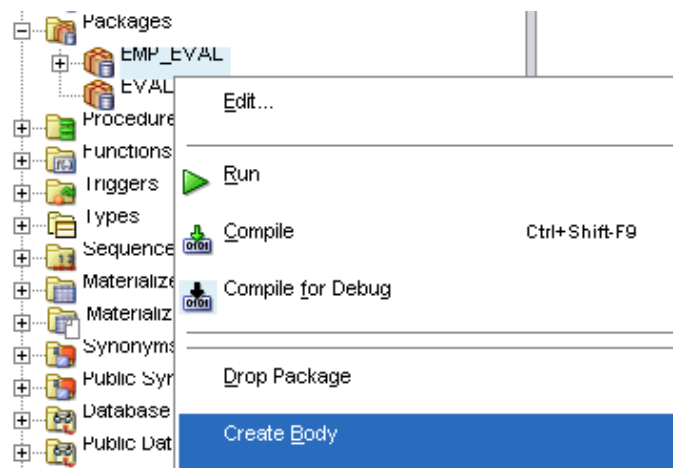 Packages
EMP_EVAL
EVAL
Edit...
Procedure
Functions
Run
Triggers
Types
Compile Ctrl+Shift-F9
Sequence
Materialize
Compile for Debug
Materializ
Synonyms
Public Syr
Drop Package
Database
Create Body
Public Dat